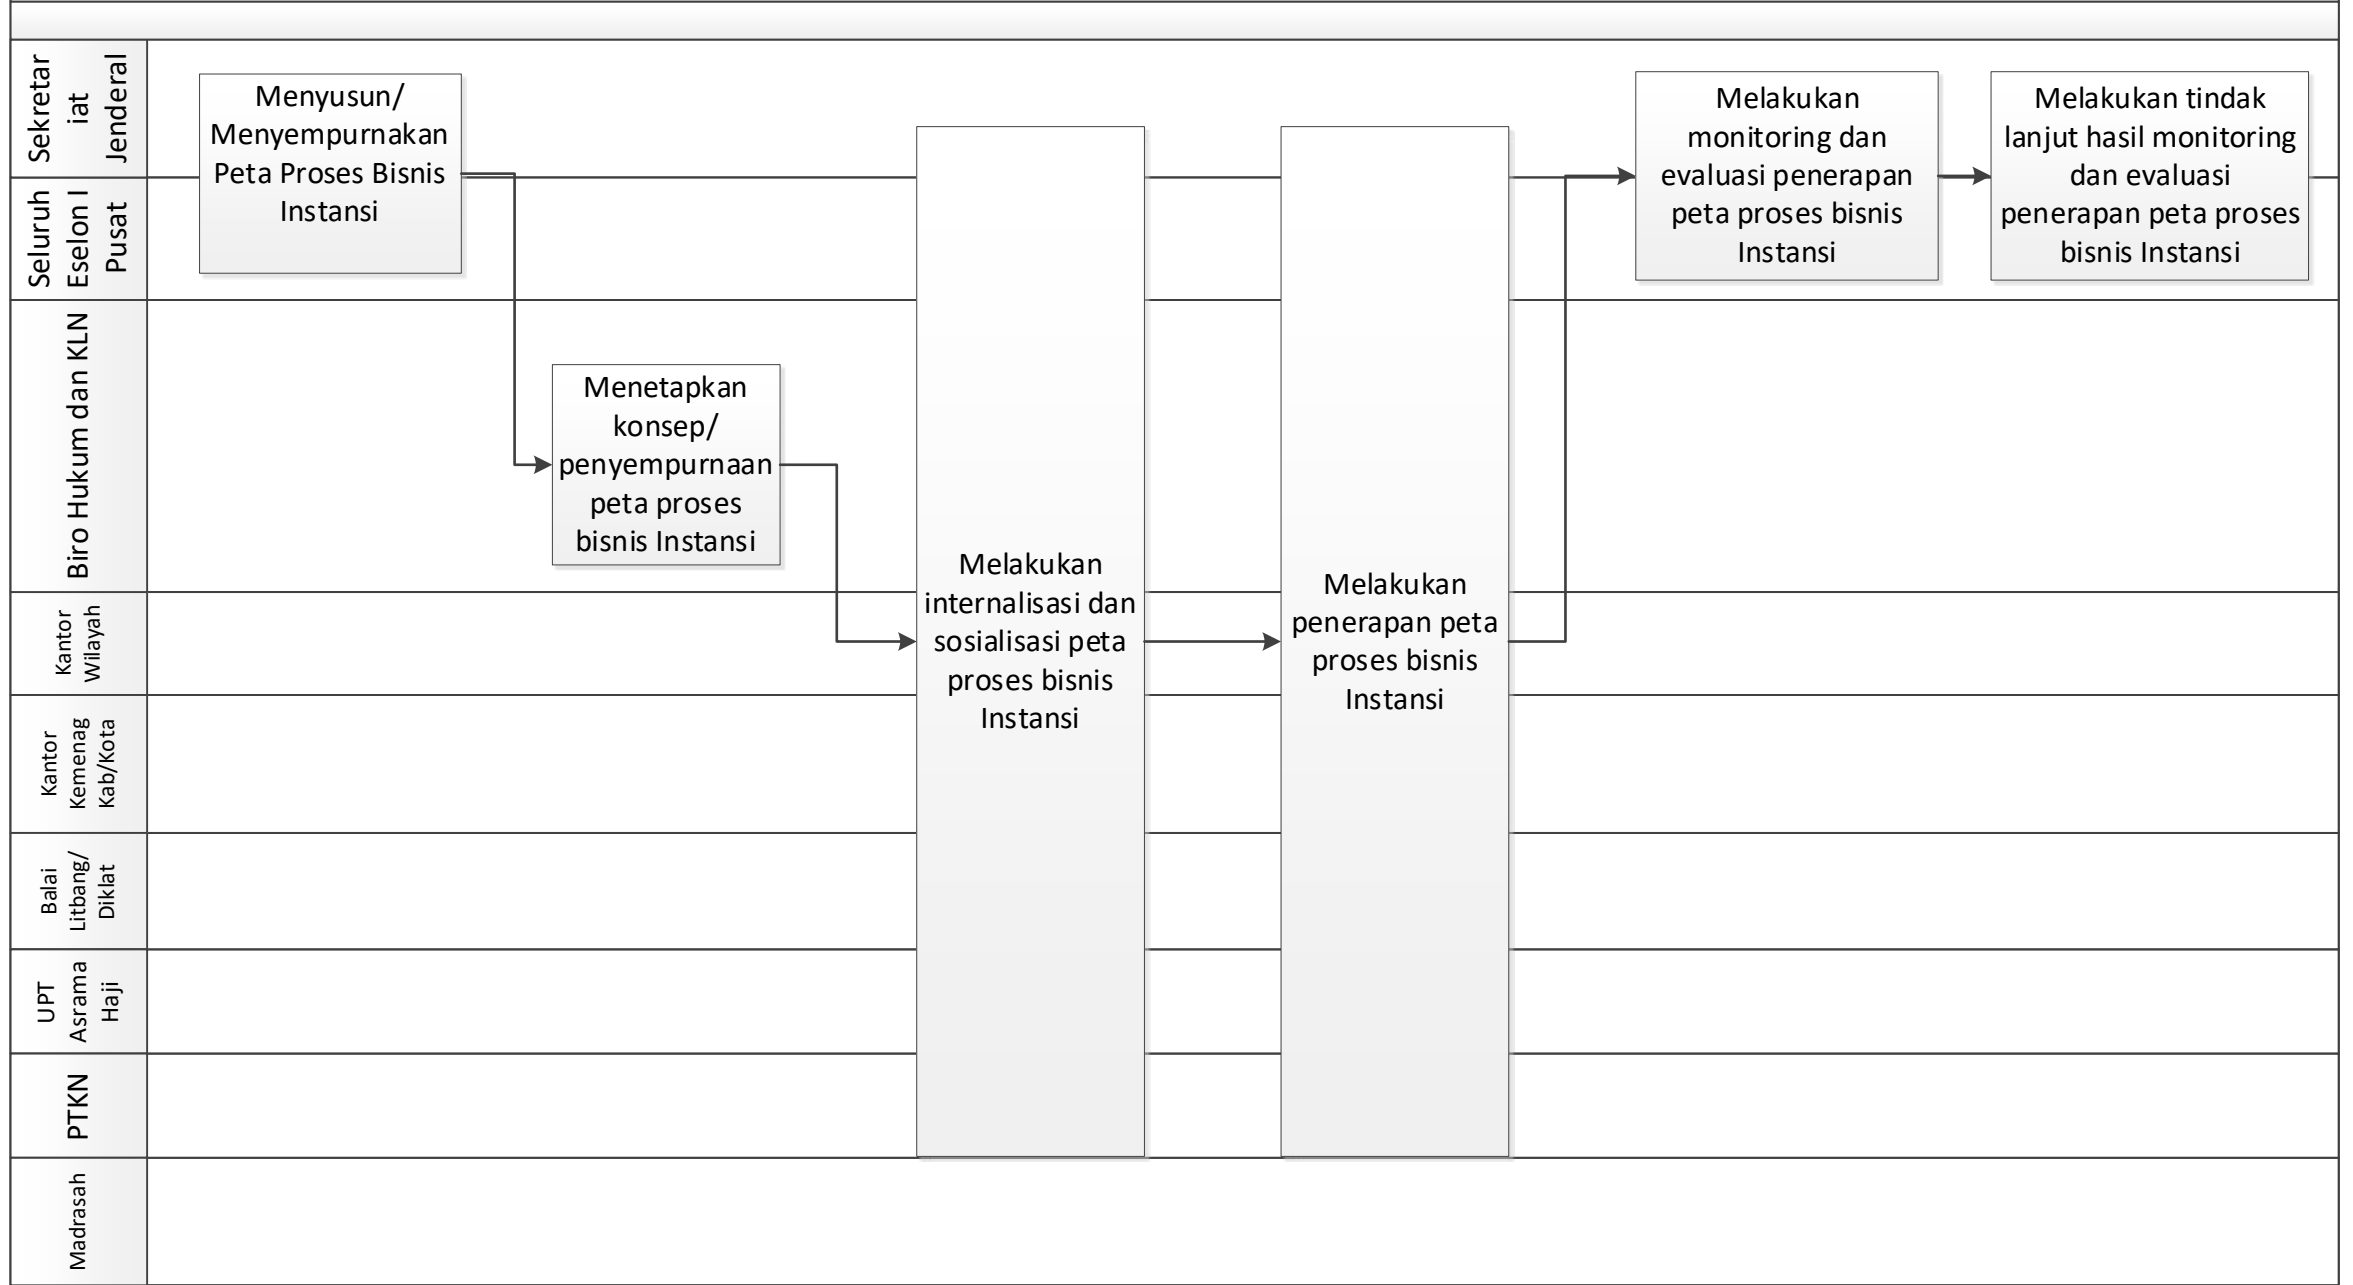 Sekretar
iat
Jenderal
Seluruh
Eselon I
Pusat
Biro Hukum dan KLN
Kantor
Wilayah
Kantor
Kemenag
Kab/Kota
Balai
Litbang/
Diklat
UPT
Asrama
Haji
PTKN
Madrasah
Menyusun/
Menyempurnakan
Peta Proses Bisnis
Instansi
Menetapkan
konsep/
penyempurnaan
peta proses
bisnis Instansi
Melakukan
internalisasi dan
sosialisasi peta
proses bisnis
Instansi
Melakukan
penerapan peta
proses bisnis
Instansi
Melakukan
monitoring dan
evaluasi penerapan
peta proses bisnis
Instansi
Melakukan tindak
lanjut hasil monitoring
dan evaluasi
penerapan peta proses
bisnis Instansi